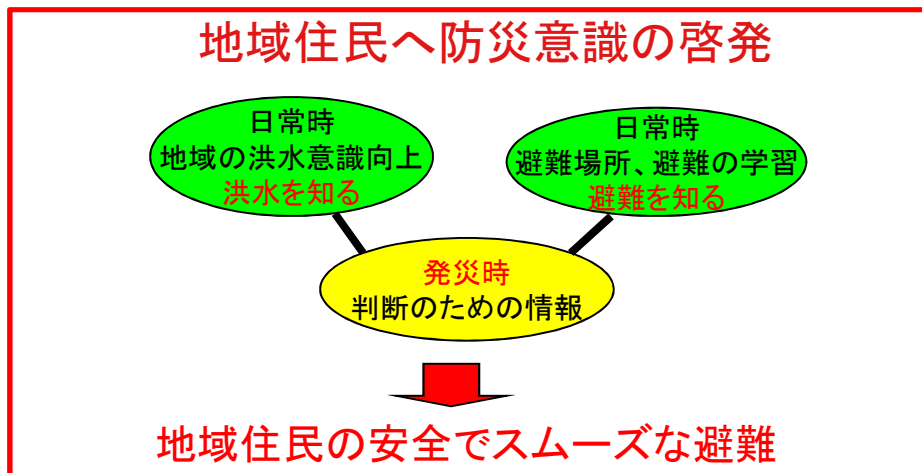 地域住民へ防災意識の啓発
日常時
地域の洪水意識向上
洪水を知る
日常時
避難場所、避難の学習
避難を知る
発災時
判断のための情報
地域住民の安全でスムーズな避難